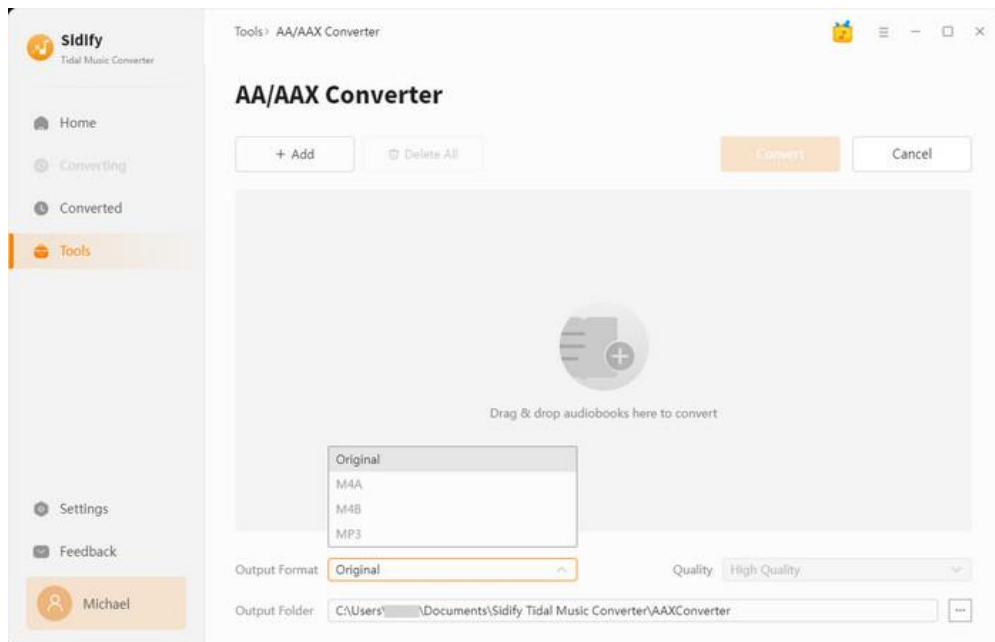 Sidify
Tidal Music Converter
Tools› AA/AAX Converter
AA/AAX Converter
Home
Converting
Converted
Tools
+ Add
Delete All
Convert
Cancel
Drag & drop audiobooks here to convert
Original
M4A
M4B
MP3
Settings
Feedback
Michael
Output Format Original
Quality High Quality
Output Folder C:\Users\ \Documents\Sidify Tidal Music Converter\AAXConverter
...